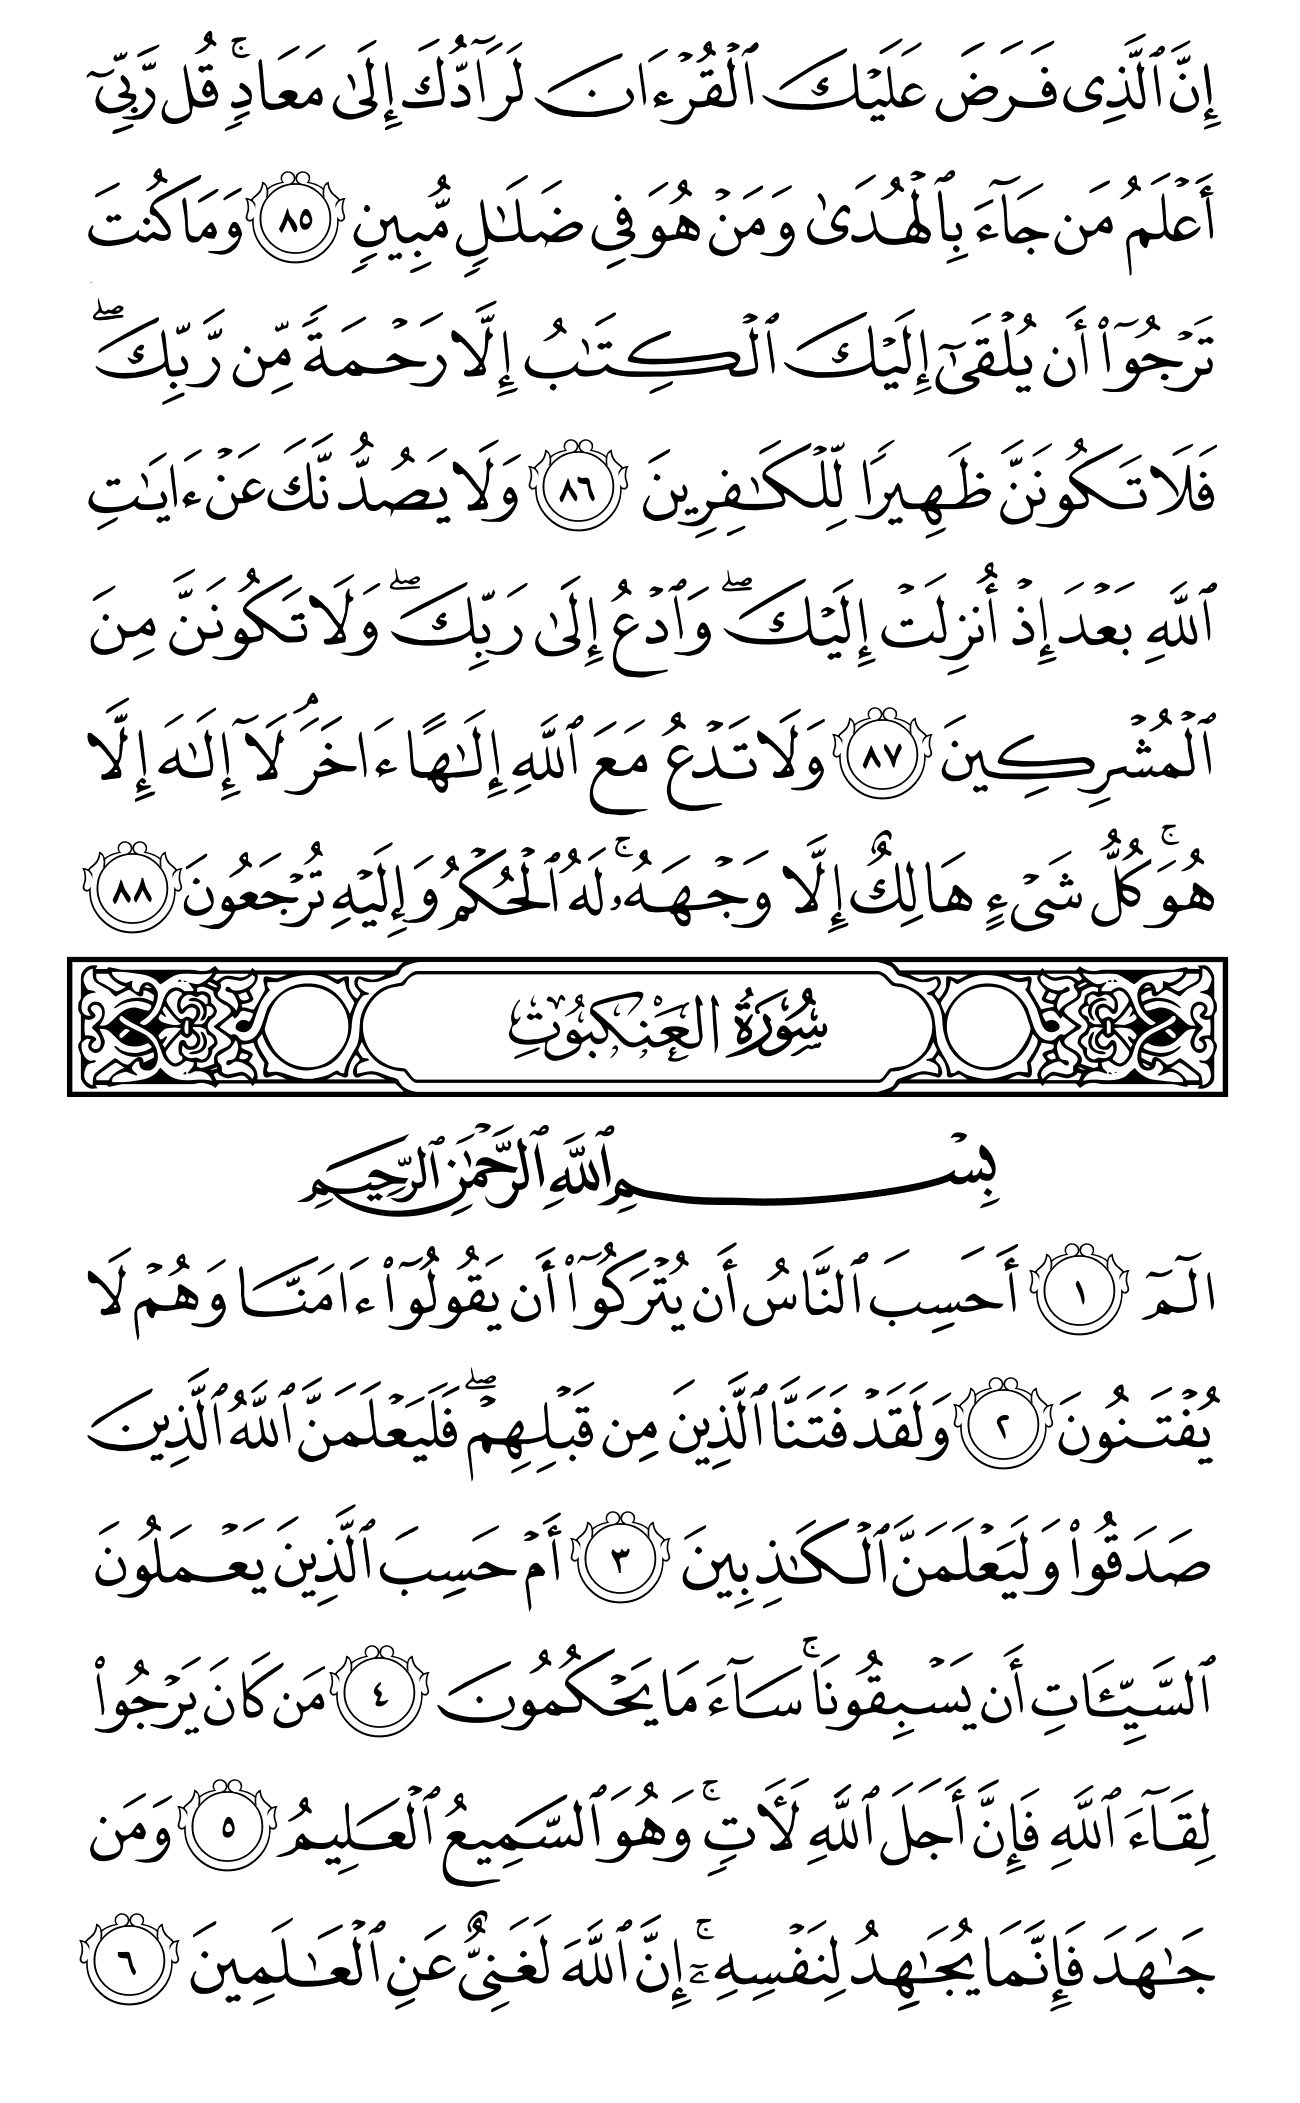 إِنَّ ٱلَّذِى فَرَضَ عَلَيْكَ ٱلْقُرْءَانَ لَرَآدُّكَ إِلَىٰ مَعَادٍۚ قُل رَّبِّىٓ
أَعْلَمُ مَن جَآءَ بِٱلْهُدَىٰ وَمَنْ هُوَ فِى ضَلَـٰلٍ مُّبِينٍ ٨٥ وَمَا كُنتَ
تَرْجُوٓا۟ أَن يُلْقَىٰٓ إِلَيْكَ ٱلْكِتَـٰبُ إِلَّا رَحْمَةً مِّن رَّبِّكَۖ
فَلَا تَكُونَنَّ ظَهِيرًا لِّلْكَـٰفِرِينَ ٨٦ وَلَا يَصُدُّنَّكَ عَنْ ءَايَـٰتِ
ٱللَّهِ بَعْدَ إِذْ أُنزِلَتْ إِلَيْكَۖ وَٱدْعُ إِلَىٰ رَبِّكَۖ وَلَا تَكُونَنَّ مِنَ
ٱلْمُشْرِكِينَ ٨٧ وَلَا تَدْعُ مَعَ ٱللَّهِ إِلَـٰهًا ءَاخَرَۘ لَآ إِلَـٰهَ إِلَّا
هُوَۚ كُلُّ شَىْءٍ هَالِكٌ إِلَّا وَجْهَهُۥۚ لَهُ ٱلْحُكْمُ وَإِلَيْهِ تُرْجَعُونَ ٨٨
سُورَةُ العَنْكَبُوتِ
بِسْمِ ٱللَّهِ ٱلرَّحْمَـٰنِ ٱلرَّحِيمِ
الٓمٓ ١ أَحَسِبَ ٱلنَّاسُ أَن يُتْرَكُوٓا۟ أَن يَقُولُوٓا۟ ءَامَنَّا وَهُمْ لَا
يُفْتَنُونَ ٢ وَلَقَدْ فَتَنَّا ٱلَّذِينَ مِن قَبْلِهِمْۖ فَلَيَعْلَمَنَّ ٱللَّهُ ٱلَّذِينَ
صَدَقُوا۟ وَلَيَعْلَمَنَّ ٱلْكَـٰذِبِينَ ٣ أَمْ حَسِبَ ٱلَّذِينَ يَعْمَلُونَ
ٱلسَّيِّـَٔاتِ أَن يَسْبِقُونَاۚ سَآءَ مَا يَحْكُمُونَ ٤ مَن كَانَ يَرْجُوا۟
لِقَآءَ ٱللَّهِ فَإِنَّ أَجَلَ ٱللَّهِ لَـَٔاتٍۚ وَهُوَ ٱلسَّمِيعُ ٱلْعَلِيمُ ٥ وَمَن
جَـٰهَدَ فَإِنَّمَا يُجَـٰهِدُ لِنَفْسِهِۦٓۚ إِنَّ ٱللَّهَ لَغَنِىٌّ عَنِ ٱلْعَـٰلَمِينَ ٦